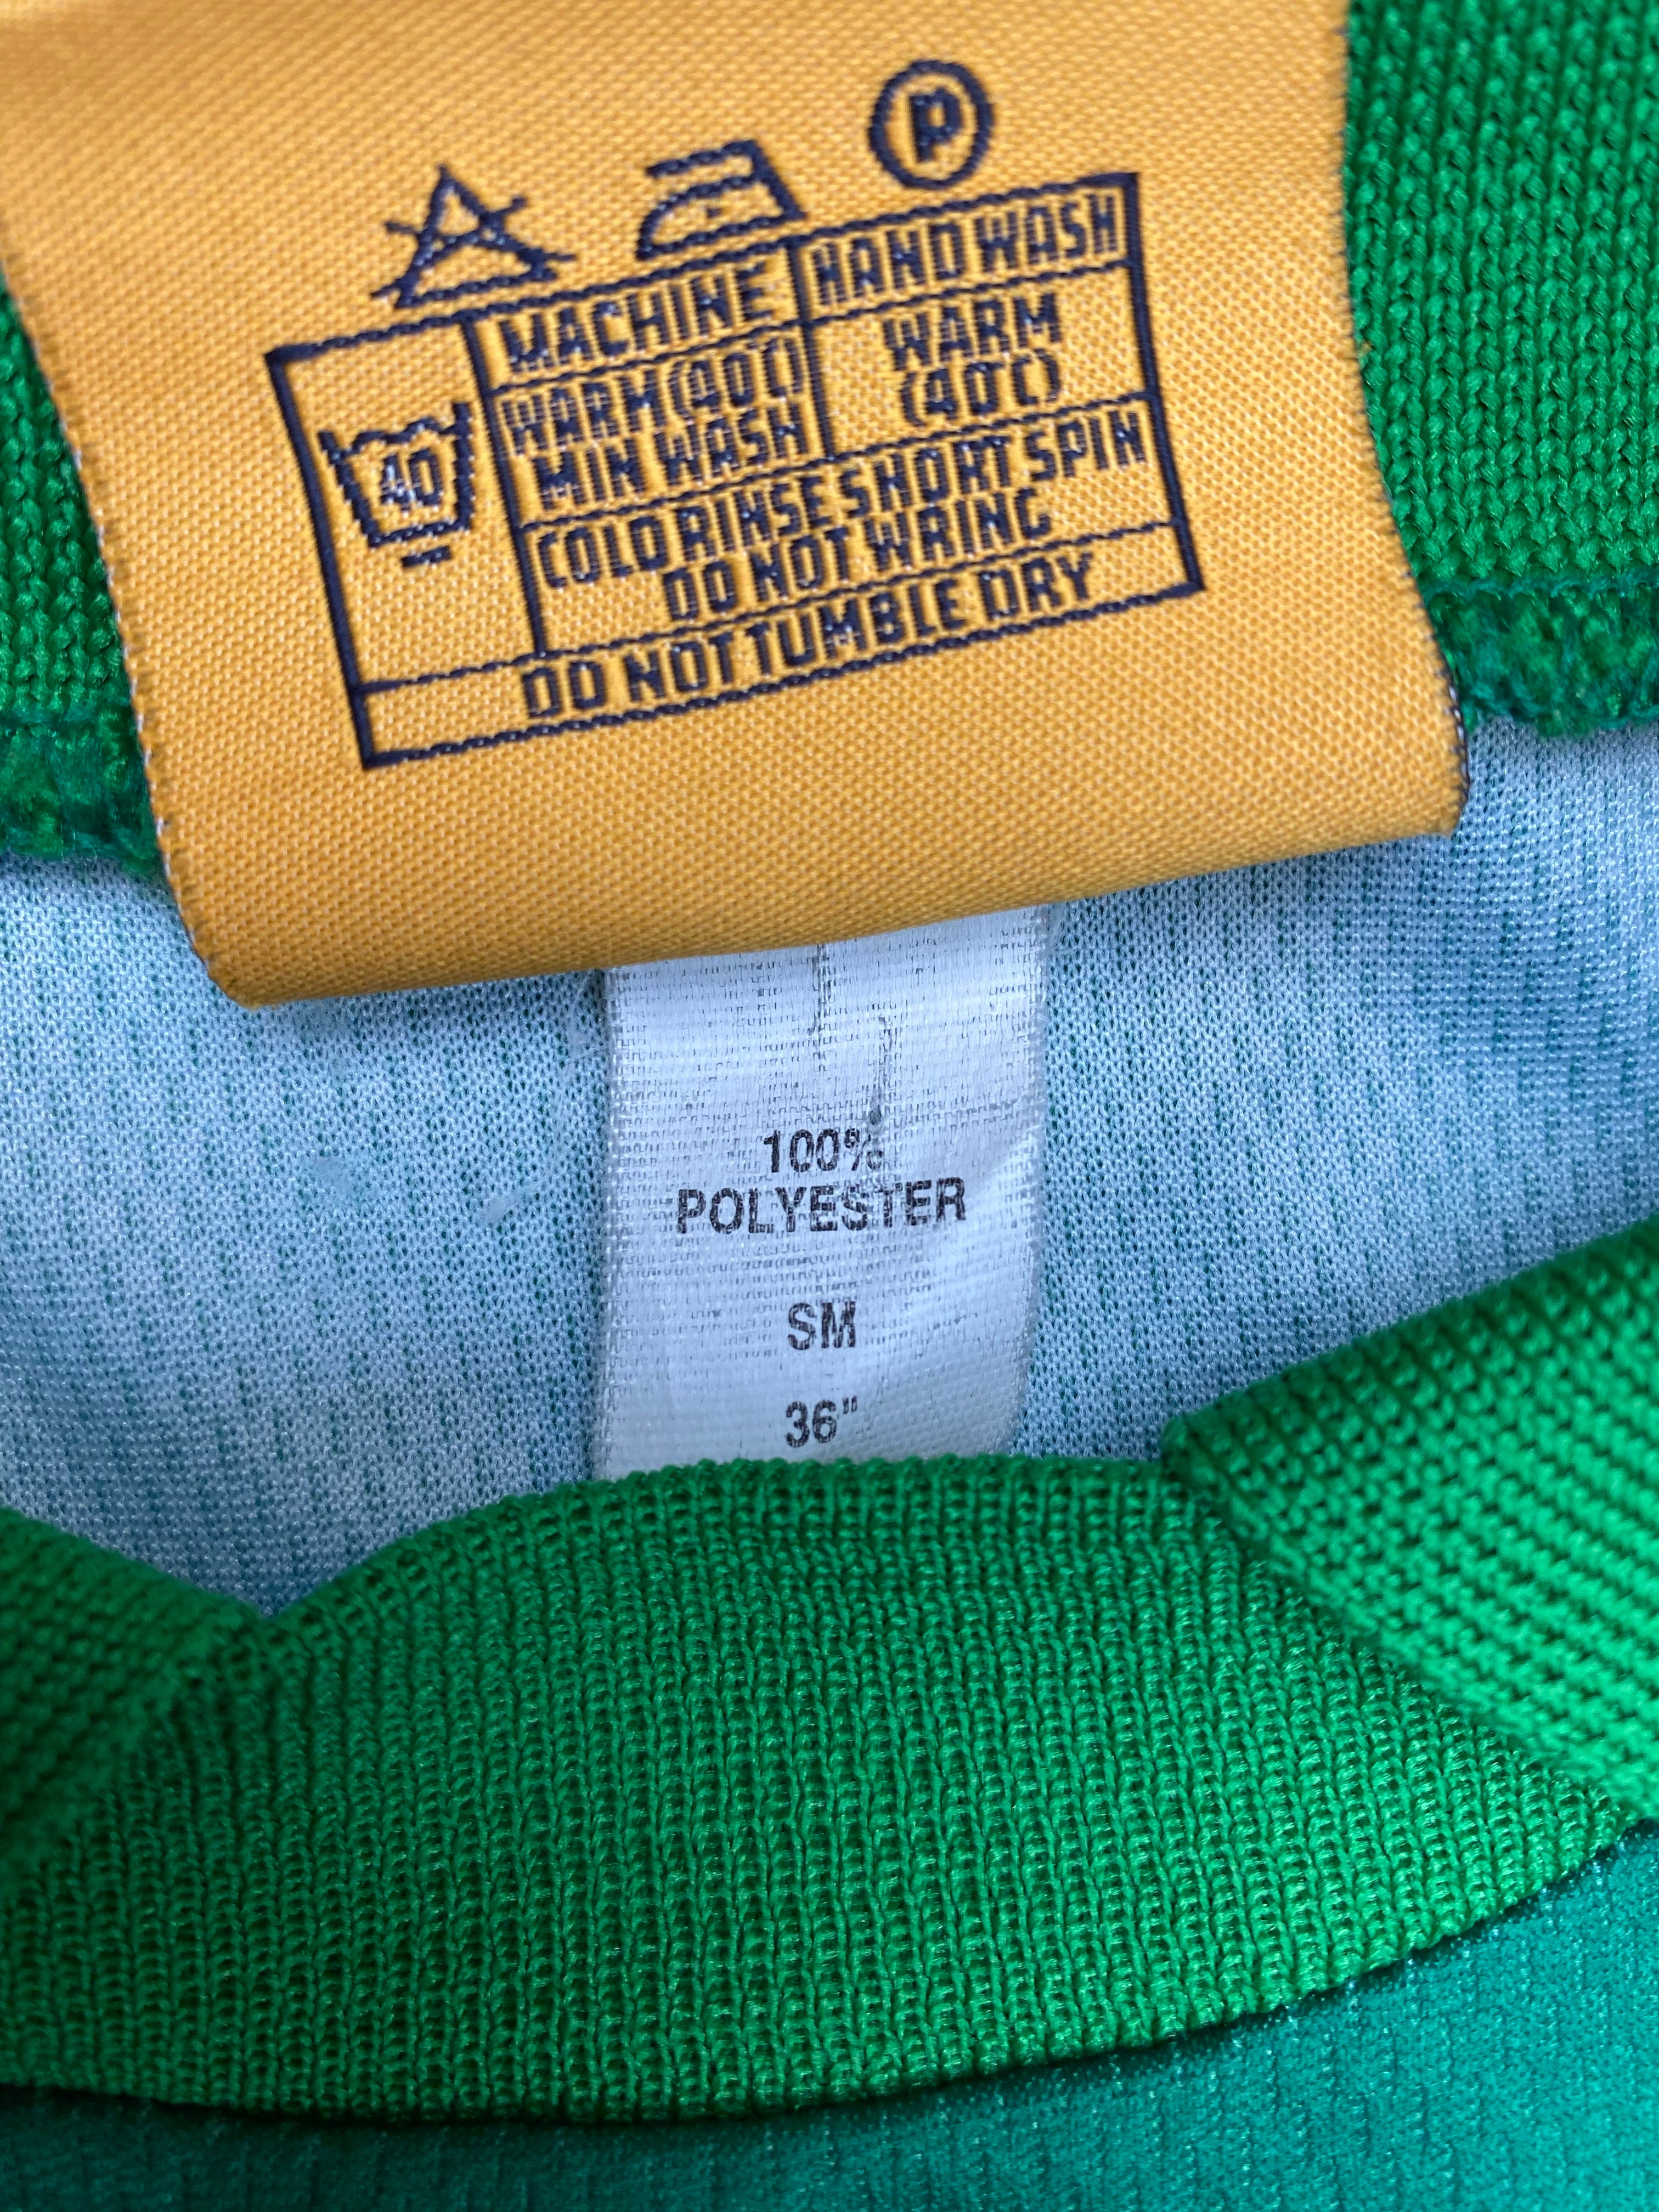 P
MACHINE HAND WASH
WARM (40°C) WARM
MIN WASH (40°C)
40
COLD RINSE SHORT SPIN
DO NOT WRING
DO NOT TUMBLE DRY
100%
POLYESTER
SM
36"